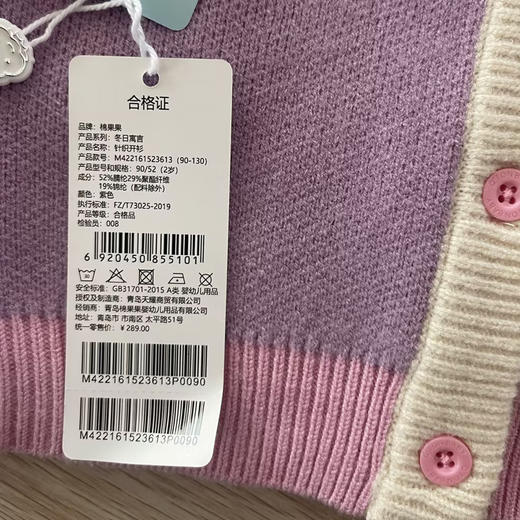 合格证
品牌：棉果果
产品系列：冬日寓言
产品名称：针织开衫
产品款号：M422161523613 (90-130)
产品型号和规格：90/52 (2岁)
成分：52%腈纶29%聚酯纤维
19%锦纶 (配料除外)
颜色：紫色
执行标准：FZ/T73025-2019
产品等级：合格品
检验员：008
6 920450 855101
安全标准：GB31701-2015 A类 婴幼儿用品
授权及制造商：青岛天耀商贸有限公司
经销商：青岛棉果果婴幼儿用品有限公司
地址：青岛市 市南区 太平路51号
统一零售价：￥289.00
M422161523613P0090
M422161523613P0090